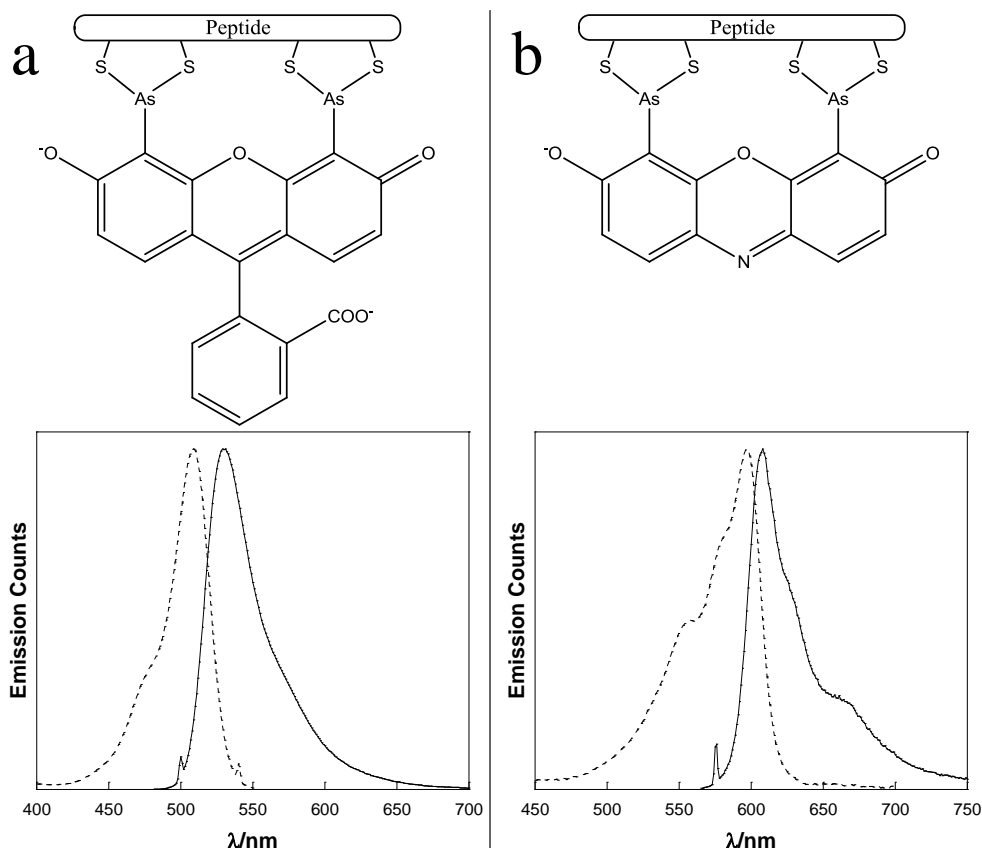 a
Peptide
S S S S
As As
⁻O O O
COO⁻
Emission Counts
400 450 500 550 600 650 700
λ/nm
b
Peptide
S S S S
As As
⁻O O O
N
Emission Counts
450 500 550 600 650 700 750
λ/nm